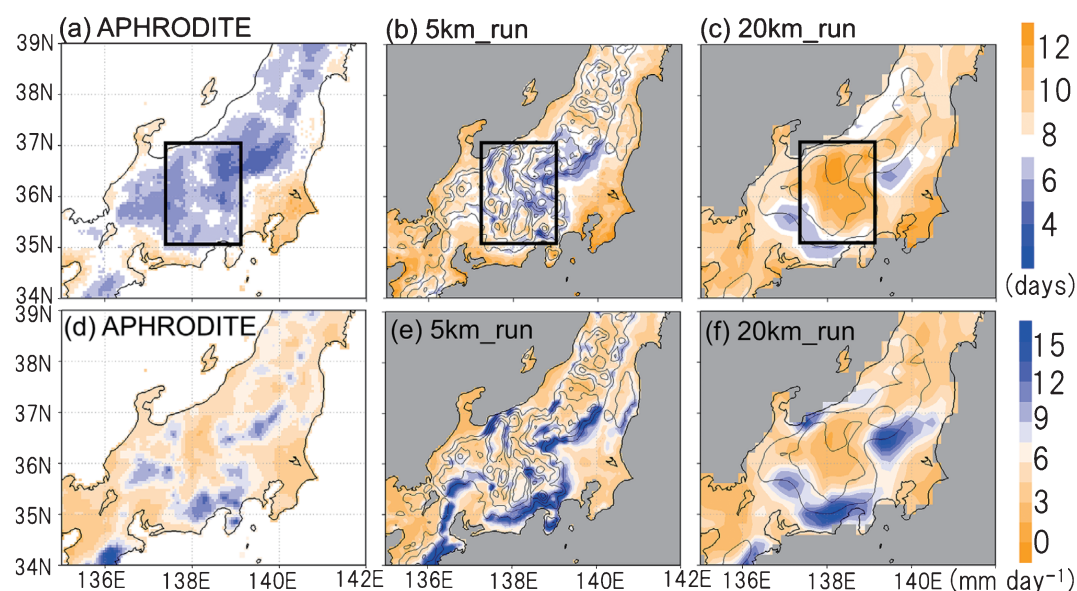 (a) APHRODITE (b) 5km_run (c) 20km_run
39N
38N
37N
36N
35N
34N
12
10
8
6
4
(days)
(d) APHRODITE (e) 5km_run (f) 20km_run
39N
38N
37N
36N
35N
34N
15
12
9
6
3
0
136E 138E 140E 142E 136E 138E 140E 142E 136E 138E 140E (mm day⁻¹)